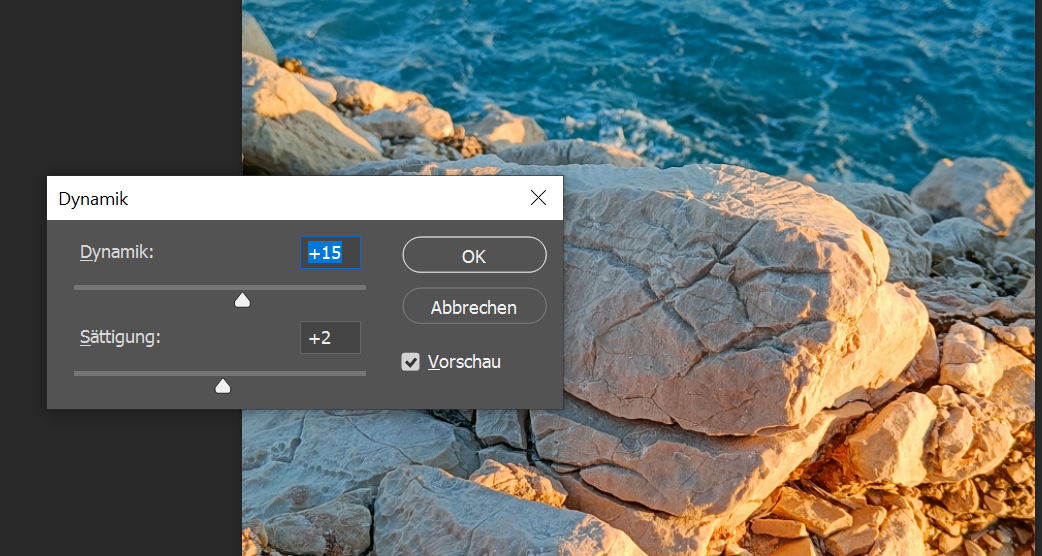 Dynamik
Dynamik:
+15
OK
Abbrechen
Sättigung:
+2
Vorschau